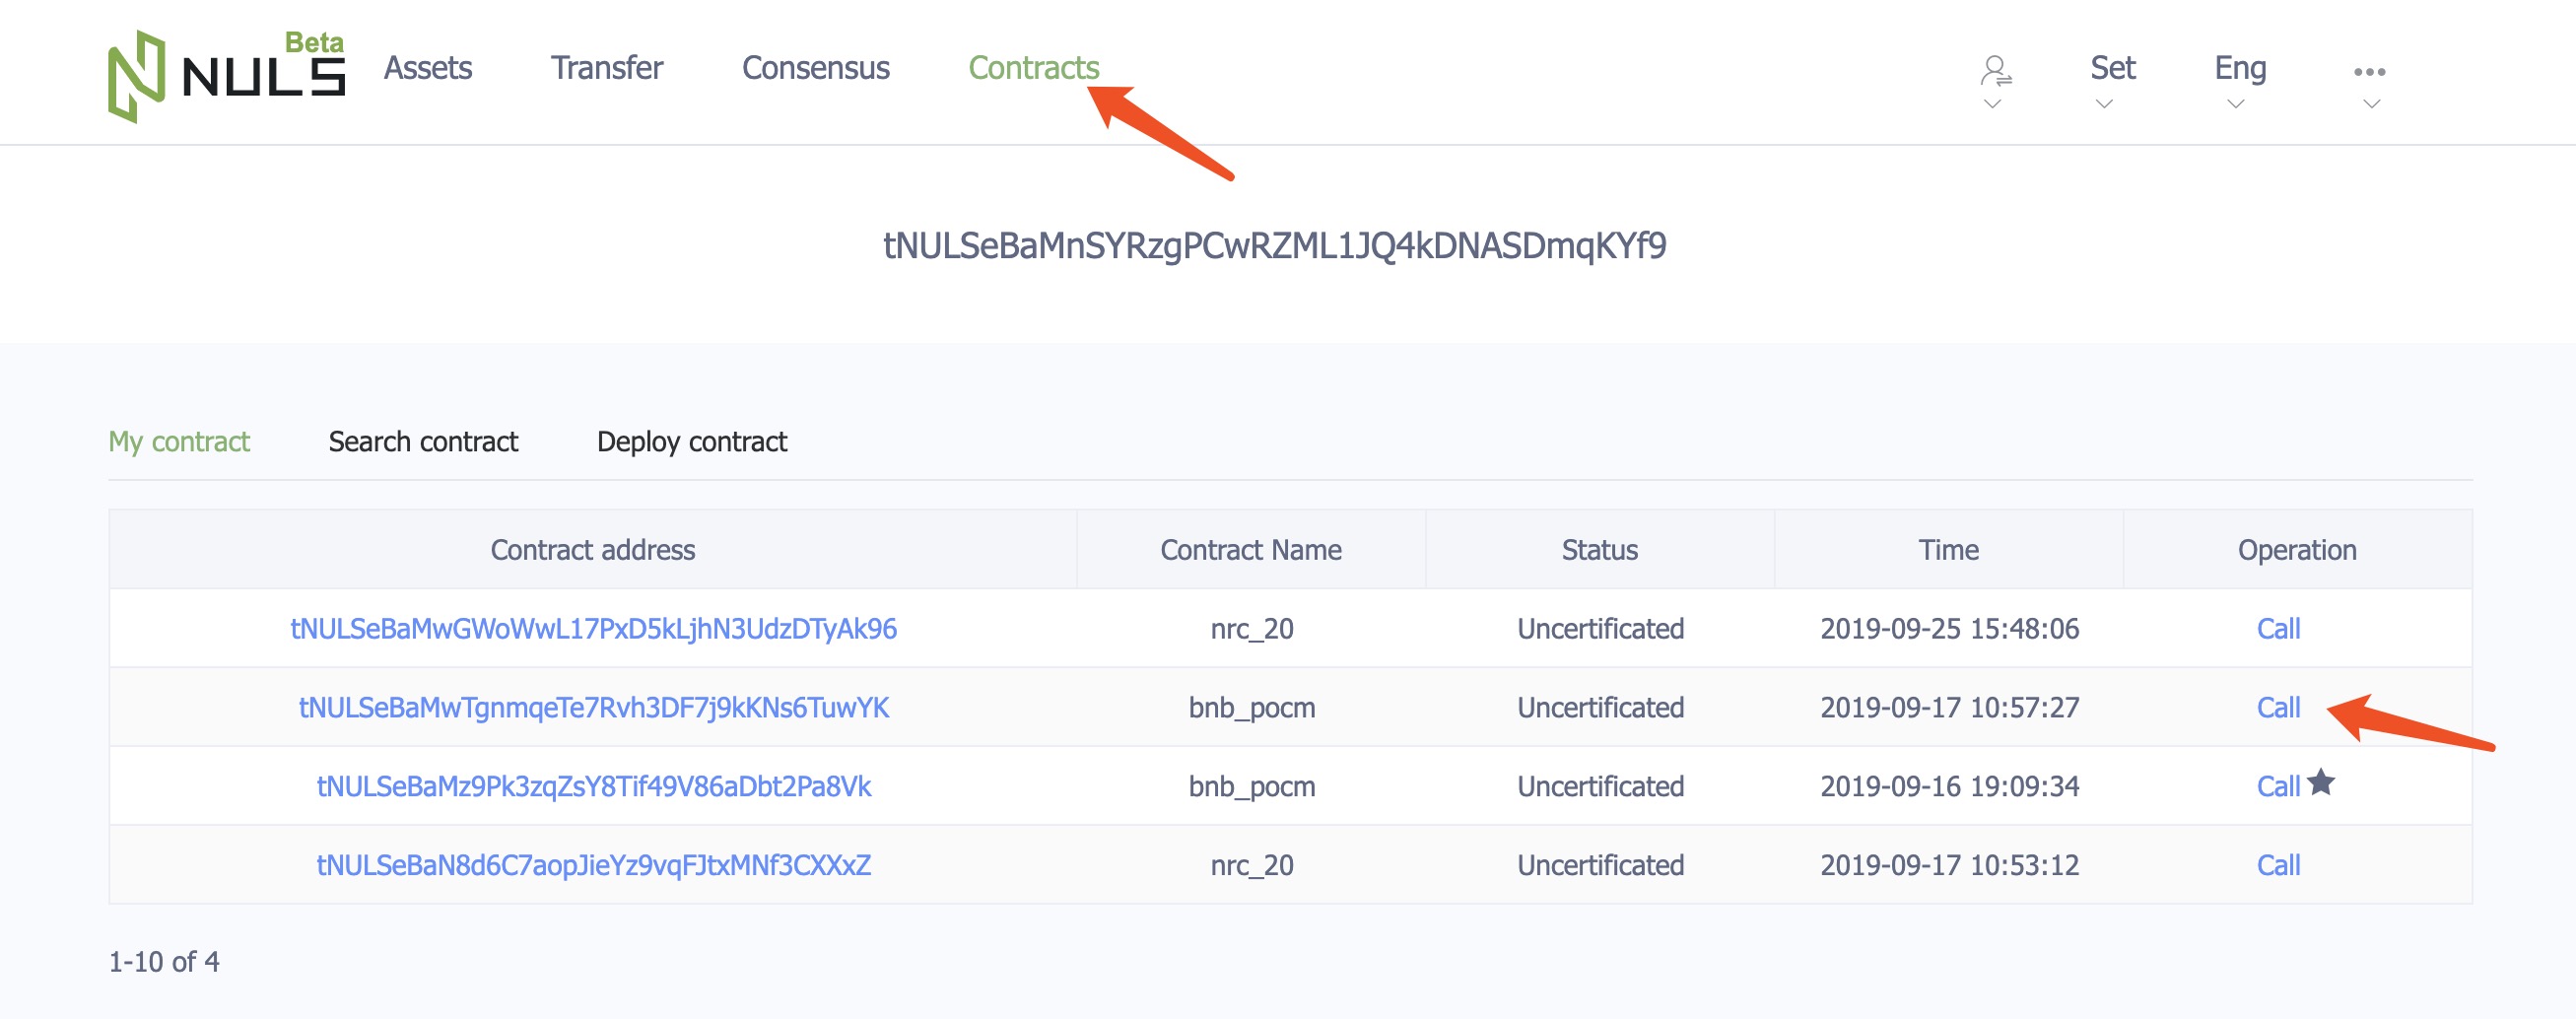 Beta
NULS Assets Transfer Consensus Contracts Set Eng
tNULSeBaMnSYRzgPCwRZML1JQ4kDNASDmqKYf9
My contract Search contract Deploy contract
Contract address Contract Name Status Time Operation
tNULSeBaMwGWoWwL17PxD5kLjhN3UdzDTyAk96 nrc_20 Uncertificated 2019-09-25 15:48:06 Call
tNULSeBaMwTgnmqeTe7Rvh3DF7j9kKNs6TuwYK bnb_pocm Uncertificated 2019-09-17 10:57:27 Call
tNULSeBaMz9Pk3zqZsY8Tif49V86aDbt2Pa8Vk bnb_pocm Uncertificated 2019-09-16 19:09:34 Call
tNULSeBaN8d6C7aopJieYz9vqFJtxMNf3CXXxZ nrc_20 Uncertificated 2019-09-17 10:53:12 Call
1-10 of 4